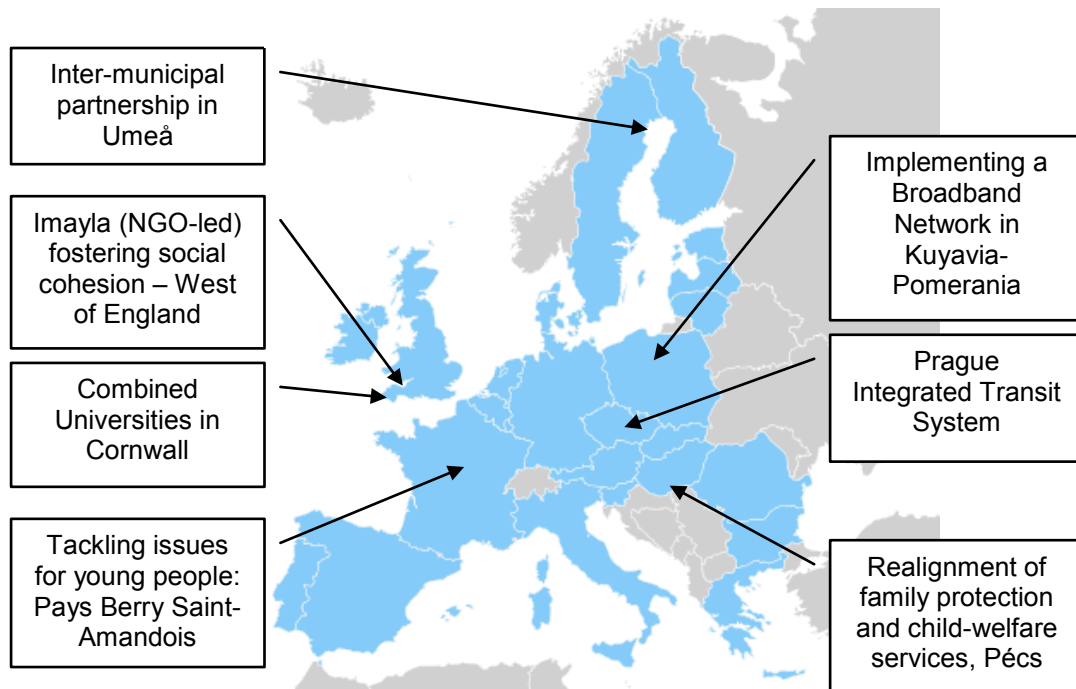 Inter-municipal
partnership in
Umeå
Imayla (NGO-led)
fostering social
cohesion – West
of England
Combined
Universities in
Cornwall
Tackling issues
for young people:
Pays Berry Saint-
Amandois
Implementing a
Broadband
Network in
Kuyavia-
Pomerania
Prague
Integrated Transit
System
Realignment of
family protection
and child-welfare
services, Pécs